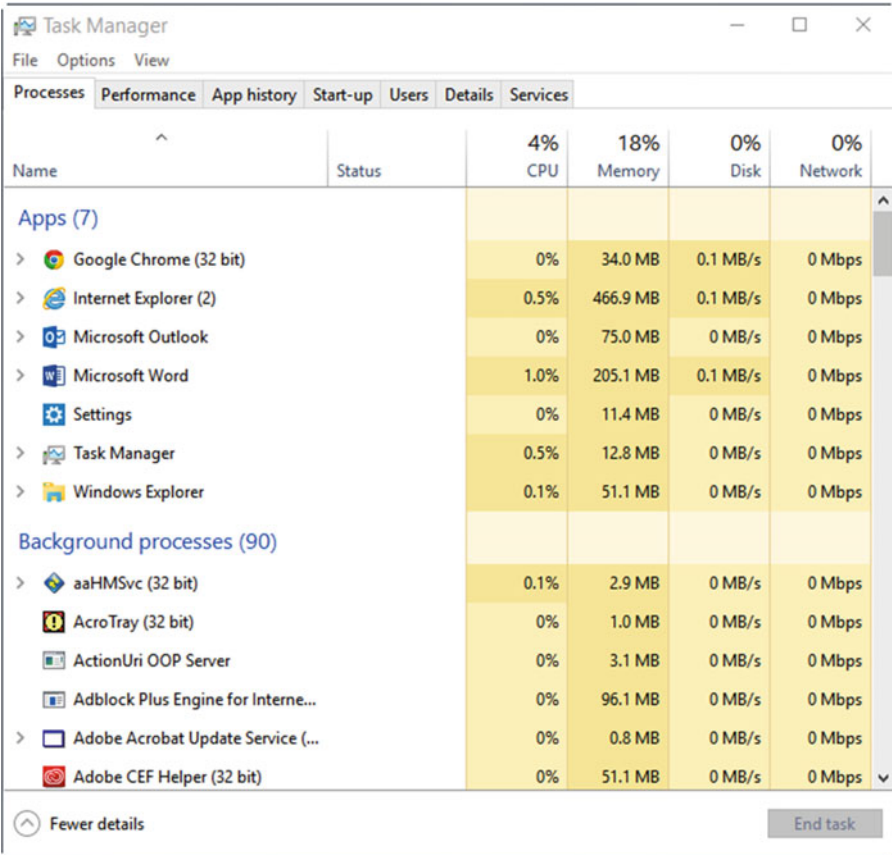 Task Manager
File Options View
Processes Performance App history Start-up Users Details Services
4% 18% 0% 0%
Name Status CPU Memory Disk Network
Apps (7)
Google Chrome (32 bit) 0% 34.0 MB 0.1 MB/s 0 Mbps
Internet Explorer (2) 0.5% 466.9 MB 0.1 MB/s 0 Mbps
Microsoft Outlook 0% 75.0 MB 0 MB/s 0 Mbps
Microsoft Word 1.0% 205.1 MB 0.1 MB/s 0 Mbps
Settings 0% 11.4 MB 0 MB/s 0 Mbps
Task Manager 0.5% 12.8 MB 0 MB/s 0 Mbps
Windows Explorer 0.1% 51.1 MB 0 MB/s 0 Mbps
Background processes (90)
aaHMSvc (32 bit) 0.1% 2.9 MB 0 MB/s 0 Mbps
AcroTray (32 bit) 0% 1.0 MB 0 MB/s 0 Mbps
ActionUri OOP Server 0% 3.1 MB 0 MB/s 0 Mbps
Adblock Plus Engine for Interne... 0% 96.1 MB 0 MB/s 0 Mbps
Adobe Acrobat Update Service (... 0% 0.8 MB 0 MB/s 0 Mbps
Adobe CEF Helper (32 bit) 0% 51.1 MB 0 MB/s 0 Mbps
Fewer details End task